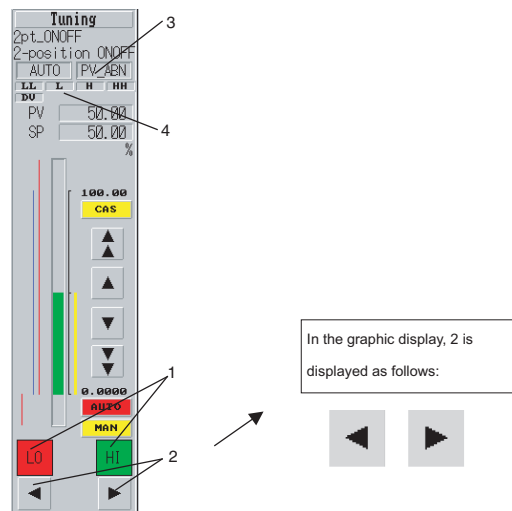 Tuning
2pt_ONOFF
2-position ONOFF
AUTO PV_ABN
LL L H HH
DV
PV 50.00
SP 50.00
%
100.00
CAS
0.0000
AUTO
MAN
LO HI
3
4
1
2
In the graphic display, 2 is
displayed as follows: